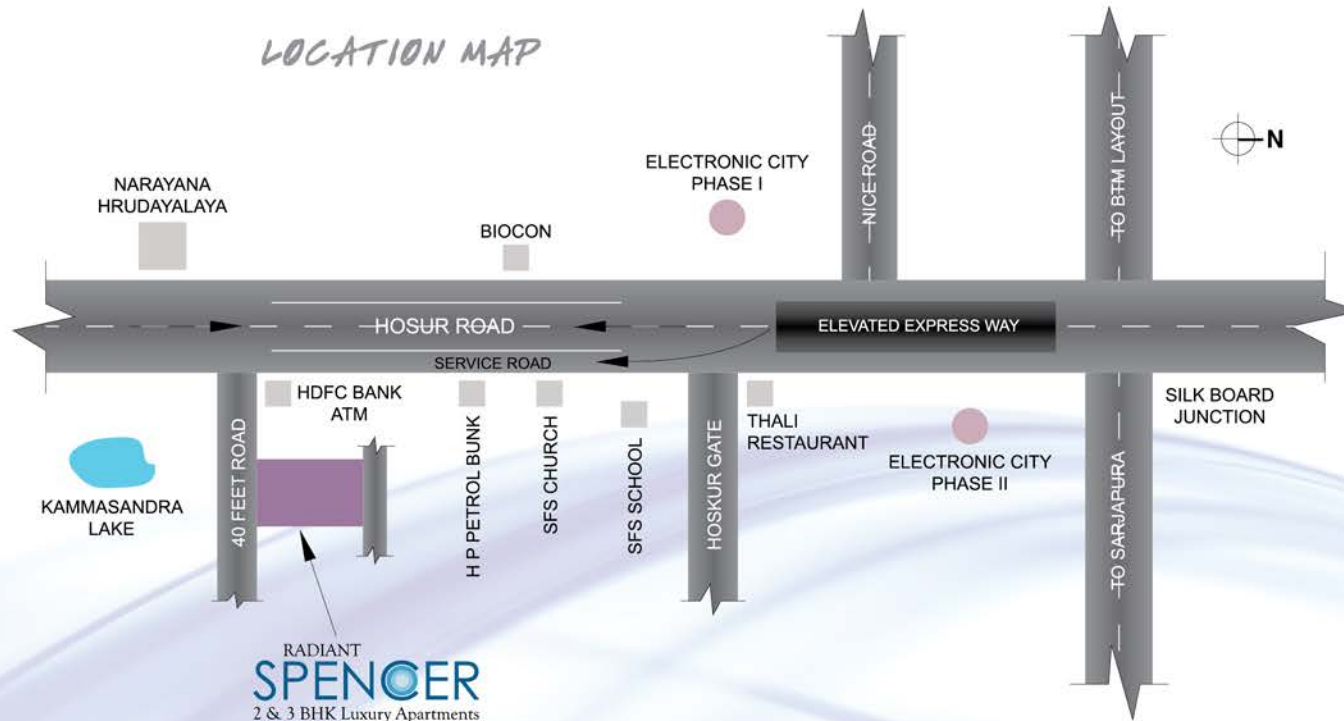 LOCATION MAP
NARAYANA
HRUDAYALAYA
BIOCON
ELECTRONIC CITY
PHASE I
NICE ROAD
TO BTM LAYOUT
N
HOSUR ROAD
SERVICE ROAD
ELEVATED EXPRESS WAY
KAMMASANDRA
LAKE
40 FEET ROAD
HDFC BANK
ATM
H P PETROL BUNK
SFS CHURCH
SFS SCHOOL
HOSKUR GATE
THALI
RESTAURANT
ELECTRONIC CITY
PHASE II
TO SARJAPURA
SILK BOARD
JUNCTION
RADIANT
SPENCER
2 & 3 BHK Luxury Apartments